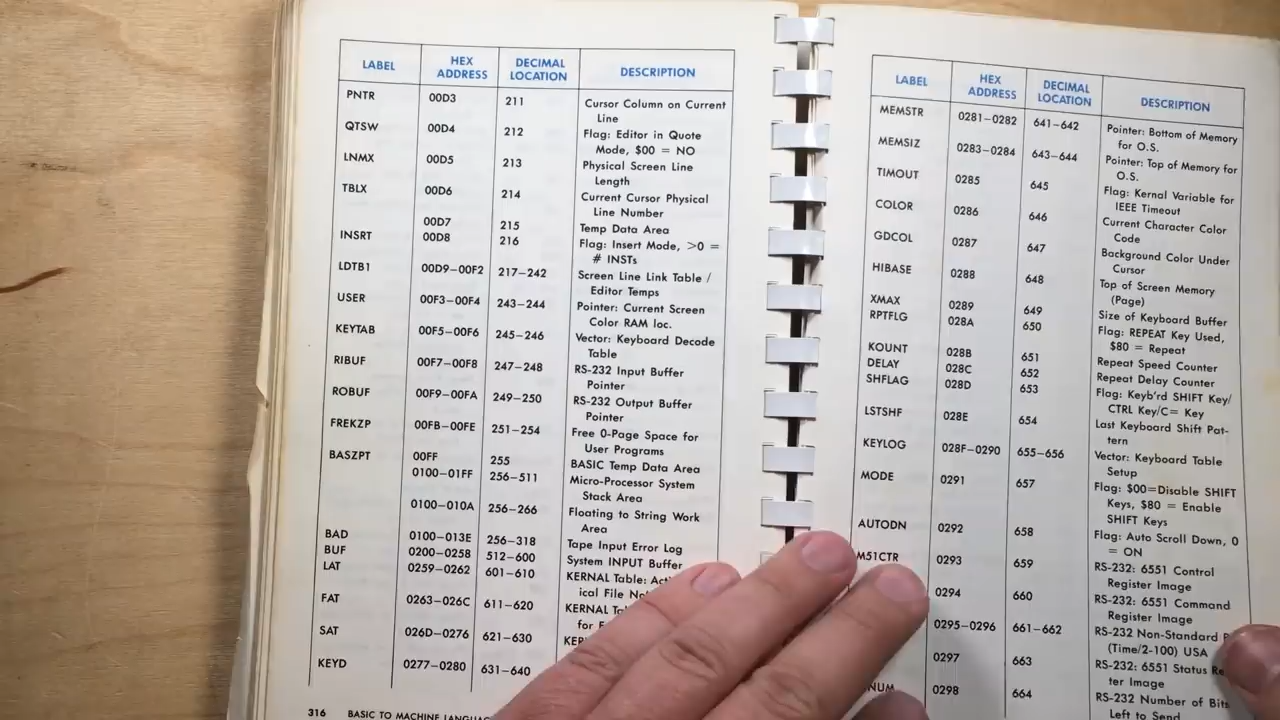 LABEL HEX ADDRESS DECIMAL LOCATION DESCRIPTION
PNTR 00D3 211 Cursor Column on Current
Line
QTSW 00D4 212 Flag: Editor in Quote
Mode, $00 = NO
LNMX 00D5 213 Physical Screen Line
Length
TBLX 00D6 214 Current Cursor Physical
Line Number
00D7 215 Temp Data Area
INSRT 00D8 216 Flag: Insert Mode, >0 =
# INSTs
LDTB1 00D9–00F2 217–242 Screen Line Link Table /
Editor Temps
USER 00F3–00F4 243–244 Pointer: Current Screen
Color RAM loc.
KEYTAB 00F5–00F6 245–246 Vector: Keyboard Decode
Table
RIBUF 00F7–00F8 247–248 RS-232 Input Buffer
Pointer
ROBUF 00F9–00FA 249–250 RS-232 Output Buffer
Pointer
FREKZP 00FB–00FE 251–254 Free 0-Page Space for
User Programs
BASZPT 00FF 255 BASIC Temp Data Area
0100–01FF 256–511 Micro-Processor System
Stack Area
0100–010A 256–266 Floating to String Work
Area
BAD 0100–013E 256–318 Tape Input Error Log
BUF 0200–0258 512–600 System INPUT Buffer
LAT 0259–0262 601–610 KERNAL Table:
ical File
FAT 0263–026C 611–620 KERNAL
for
SAT 026D–0276 621–630
KEYD 0277–0280 631–640
316 BASIC TO MACHINE
LABEL HEX ADDRESS DECIMAL LOCATION DESCRIPTION
MEMSTR 0281–0282 641–642 Pointer: Bottom of Memory
for O.S.
MEMSIZ 0283–0284 643–644 Pointer: Top of Memory for
O.S.
TIMOUT 0285 645 Flag: Kernal Variable for
IEEE Timeout
COLOR 0286 646 Current Character Color
Code
GDCOL 0287 647 Background Color Under
Cursor
HIBASE 0288 648 Top of Screen Memory
(Page)
XMAX 0289 649 Size of Keyboard Buffer
RPTFLG 028A 650 Flag: REPEAT Key Used,
$80 = Repeat
KOUNT 028B 651 Repeat Speed Counter
DELAY 028C 652 Repeat Delay Counter
SHFLAG 028D 653 Flag: Keyb'rd SHIFT Key/
CTRL Key/C= Key
LSTSHF 028E 654 Last Keyboard Shift Pat-
tern
KEYLOG 028F–0290 655–656 Vector: Keyboard Table
Setup
MODE 0291 657 Flag: $00=Disable SHIFT
Keys, $80 = Enable
SHIFT Keys
AUTODN 0292 658 Flag: Auto Scroll Down, 0
= ON
M51CTR 0293 659 RS-232: 6551 Control
Register Image
0294 660 RS-232: 6551 Command
Register Image
0295–0296 661–662 RS-232 Non-Standard
(Time/2-100) USA
0297 663 RS-232: 6551 Status
ter Image
0298 664 RS-232 Number of Bits
Left to Send